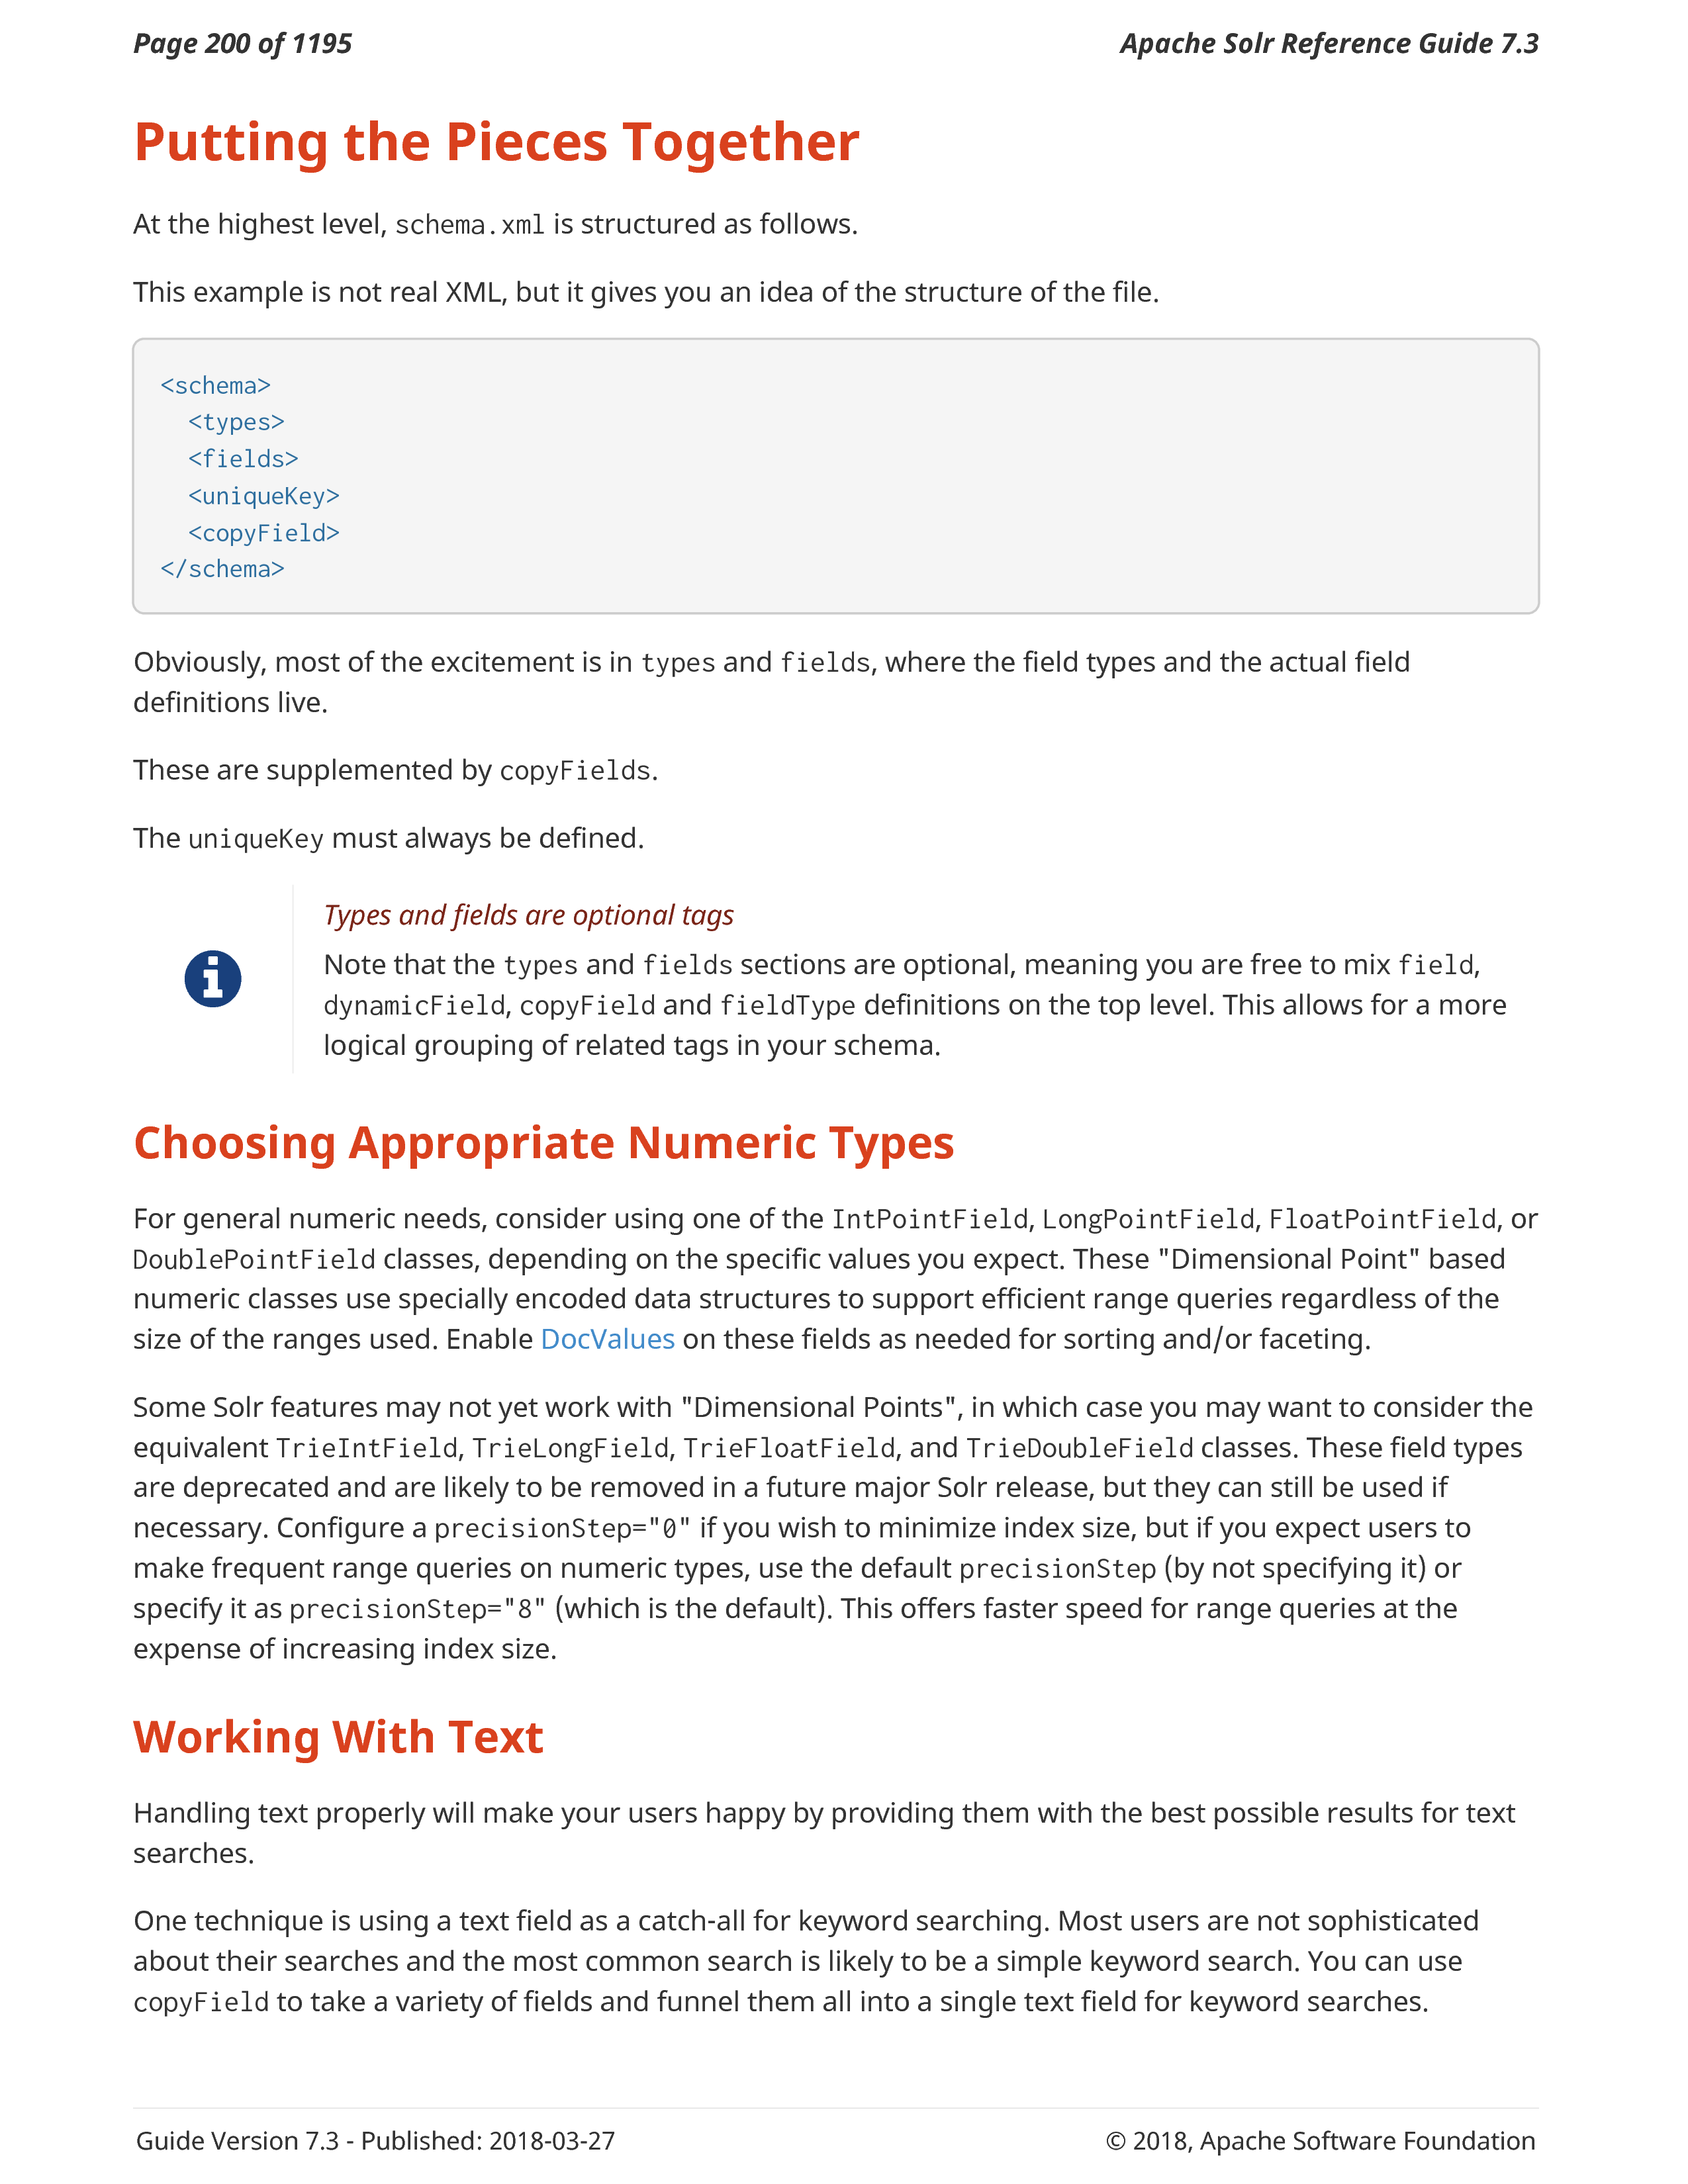 Page 200 of 1195
Apache Solr Reference Guide 7.3
Putting the Pieces Together
At the highest level, schema.xml is structured as follows.
This example is not real XML, but it gives you an idea of the structure of the file.
<schema>
  <types>
  <fields>
  <uniqueKey>
  <copyField>
</schema>
Obviously, most of the excitement is in types and fields, where the field types and the actual field
definitions live.
These are supplemented by copyFields.
The uniqueKey must always be defined.
Types and fields are optional tags
Note that the types and fields sections are optional, meaning you are free to mix field,
dynamicField, copyField and fieldType definitions on the top level. This allows for a more
logical grouping of related tags in your schema.
Choosing Appropriate Numeric Types
For general numeric needs, consider using one of the IntPointField, LongPointField, FloatPointField, or
DoublePointField classes, depending on the specific values you expect. These "Dimensional Point" based
numeric classes use specially encoded data structures to support efficient range queries regardless of the
size of the ranges used. Enable DocValues on these fields as needed for sorting and/or faceting.
Some Solr features may not yet work with "Dimensional Points", in which case you may want to consider the
equivalent TrieIntField, TrieLongField, TrieFloatField, and TrieDoubleField classes. These field types
are deprecated and are likely to be removed in a future major Solr release, but they can still be used if
necessary. Configure a precisionStep="0" if you wish to minimize index size, but if you expect users to
make frequent range queries on numeric types, use the default precisionStep (by not specifying it) or
specify it as precisionStep="8" (which is the default). This offers faster speed for range queries at the
expense of increasing index size.
Working With Text
Handling text properly will make your users happy by providing them with the best possible results for text
searches.
One technique is using a text field as a catch-all for keyword searching. Most users are not sophisticated
about their searches and the most common search is likely to be a simple keyword search. You can use
copyField to take a variety of fields and funnel them all into a single text field for keyword searches.
Guide Version 7.3 - Published: 2018-03-27
© 2018, Apache Software Foundation